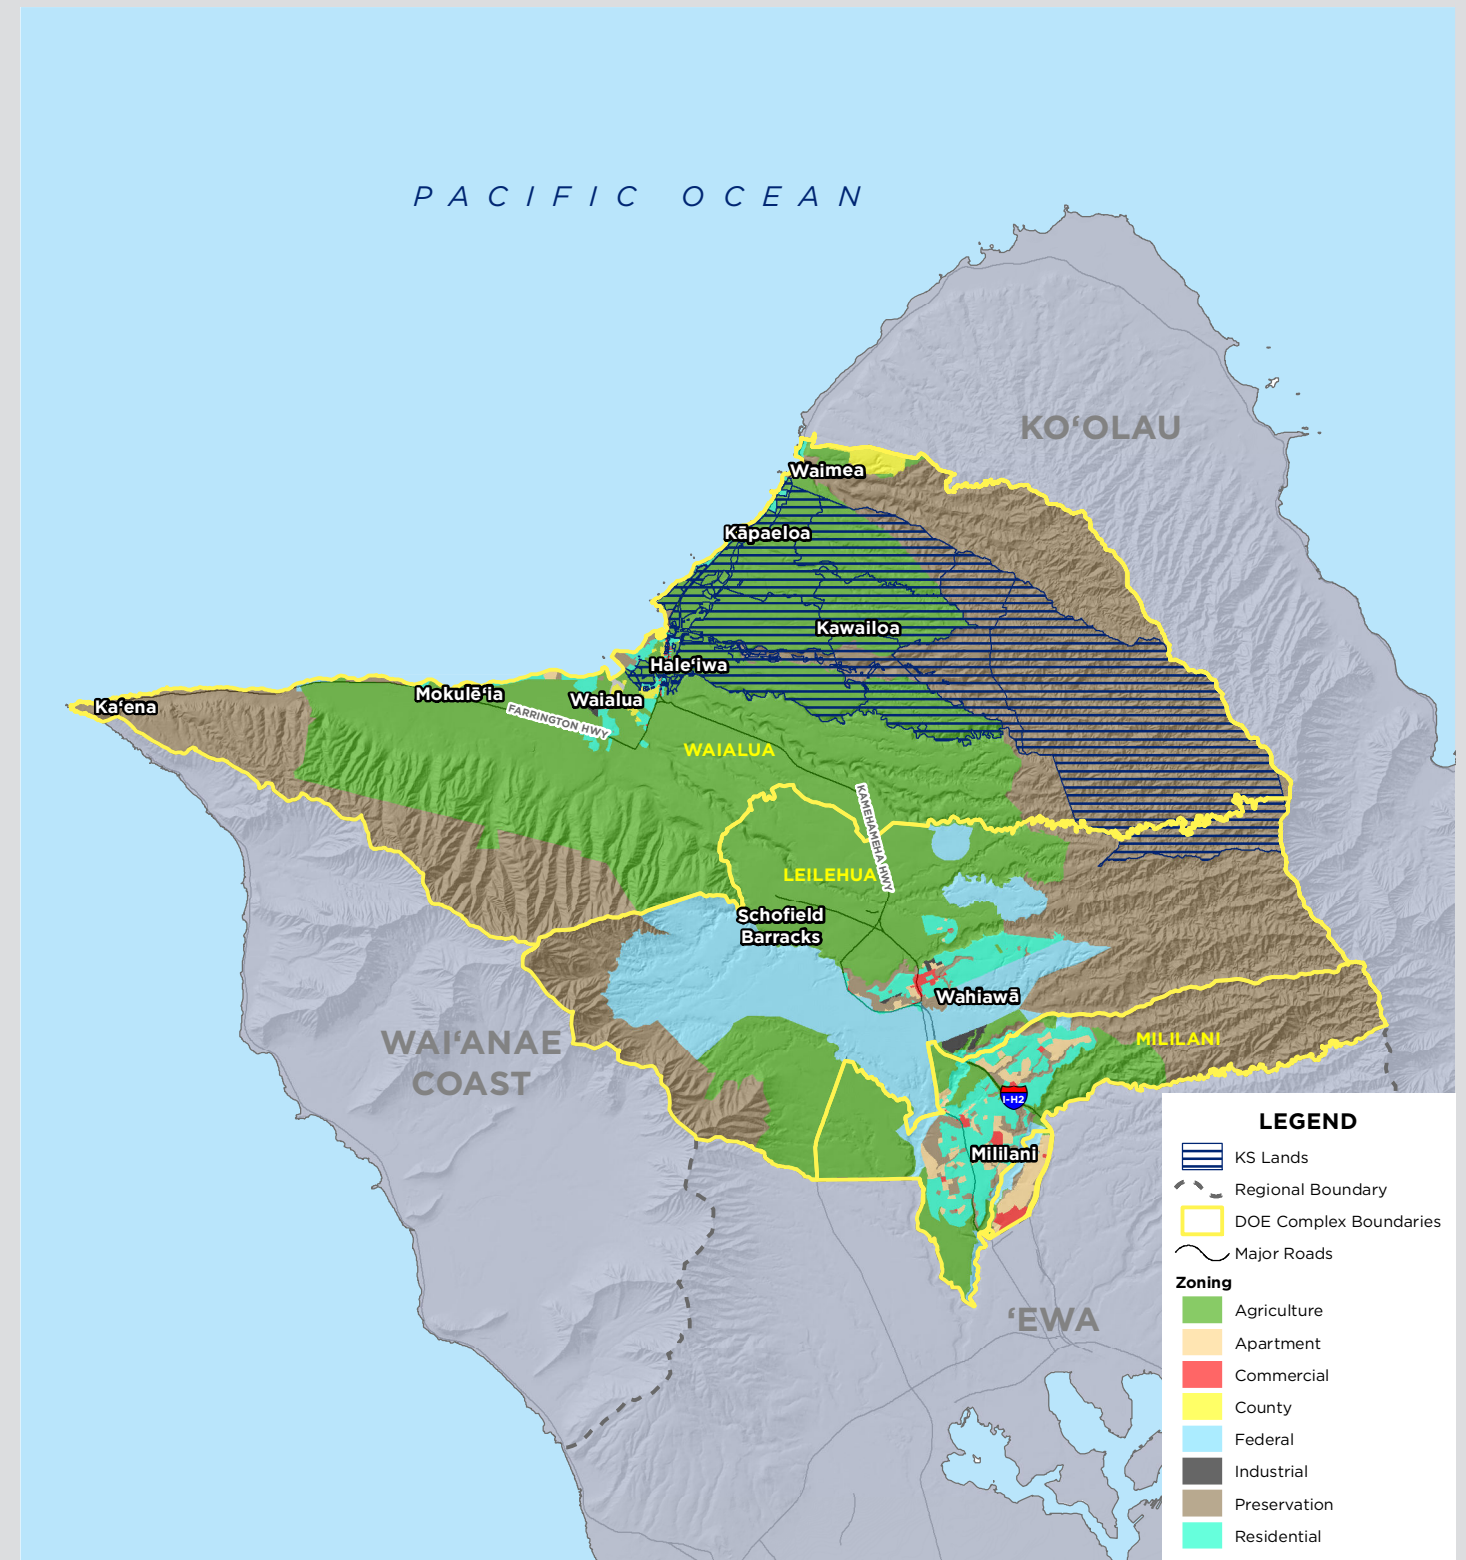 PACIFIC OCEAN
KOʻOLAU
Waimea
Kāpaeloa
Kawailoa
Haleʻiwa
Mokulēʻia
Waialua
Kaʻena
FARRINGTON HWY
WAIALUA
KAMEHAMEHA HWY
LEILEHUA
Schofield
Barracks
Wahiawā
WAIʻANAE
COAST
MILILANI
I-H2
Mililani
ʻEWA
LEGEND
KS Lands
Regional Boundary
DOE Complex Boundaries
Major Roads
Zoning
Agriculture
Apartment
Commercial
County
Federal
Industrial
Preservation
Residential